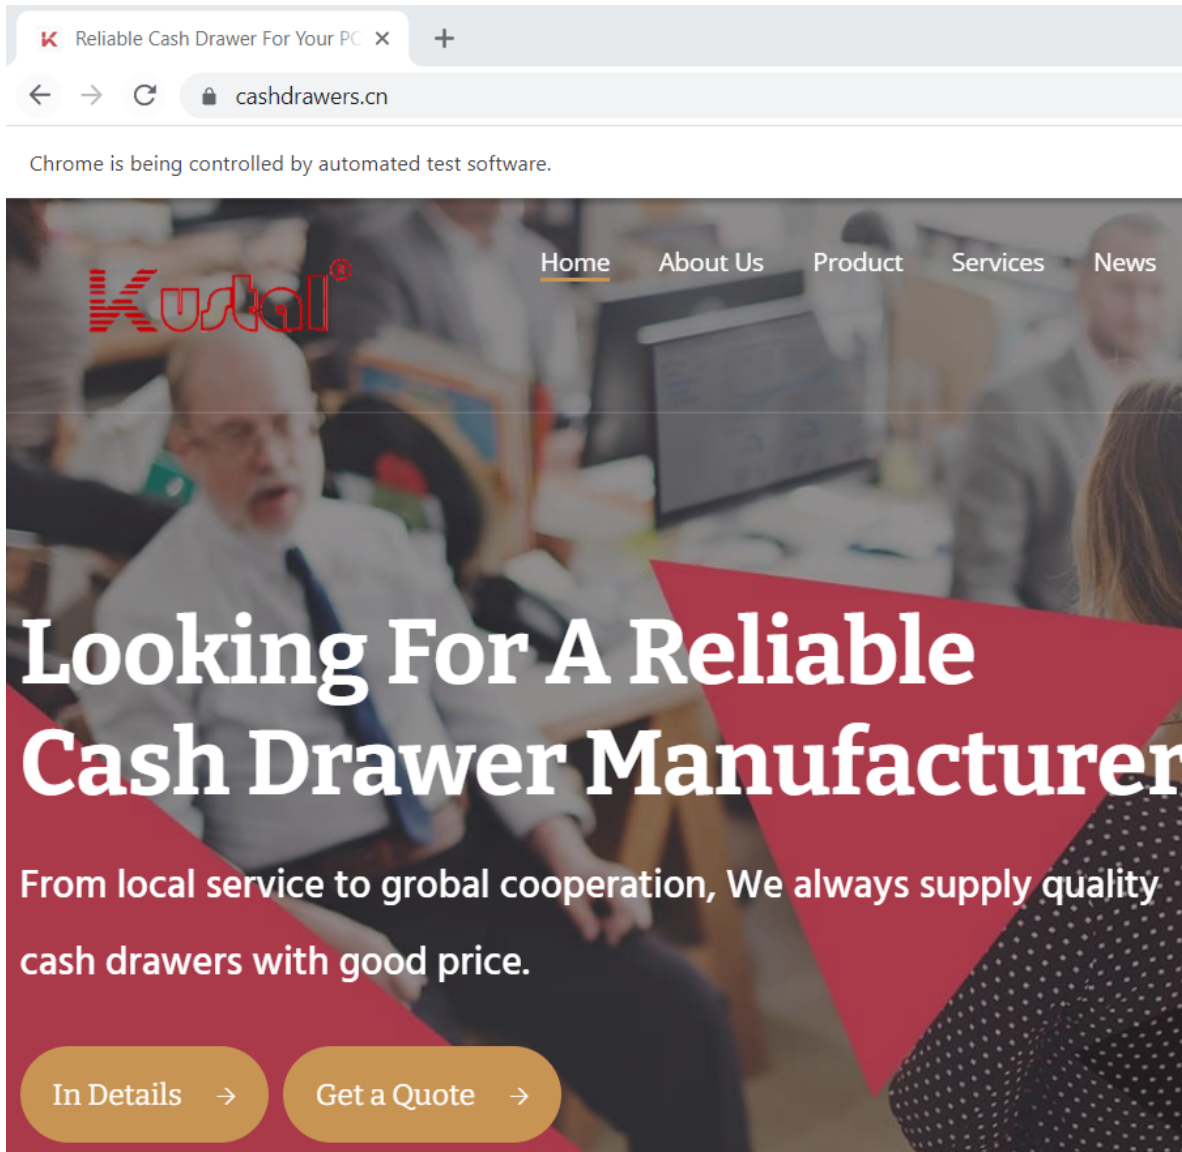 Reliable Cash Drawer For Your PO
cashdrawers.cn
Chrome is being controlled by automated test software.
Kustal®
Home About Us Product Services News
Looking For A Reliable
Cash Drawer Manufacturer
From local service to grobal cooperation, We always supply quality
cash drawers with good price.
In Details → Get a Quote →